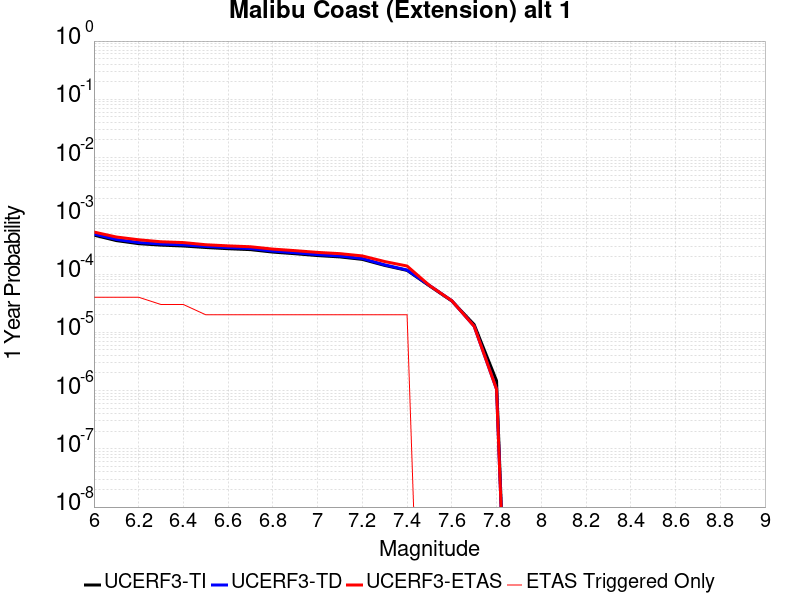 Malibu Coast (Extension) alt 1
10^0
10^-1
10^-2
10^-3
10^-4
10^-5
10^-6
10^-7
10^-8
1 Year Probability
6 6.2 6.4 6.6 6.8 7 7.2 7.4 7.6 7.8 8 8.2 8.4 8.6 8.8 9
Magnitude
UCERF3-TI UCERF3-TD UCERF3-ETAS ETAS Triggered Only